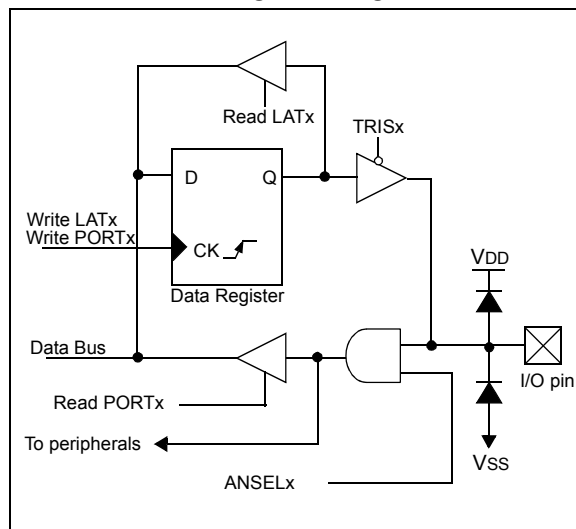 Read LATx
TRISx
D Q
Write LATx
Write PORTx
CK
Data Register
VDD
Data Bus
I/O pin
Read PORTx
To peripherals
VSS
ANSELx